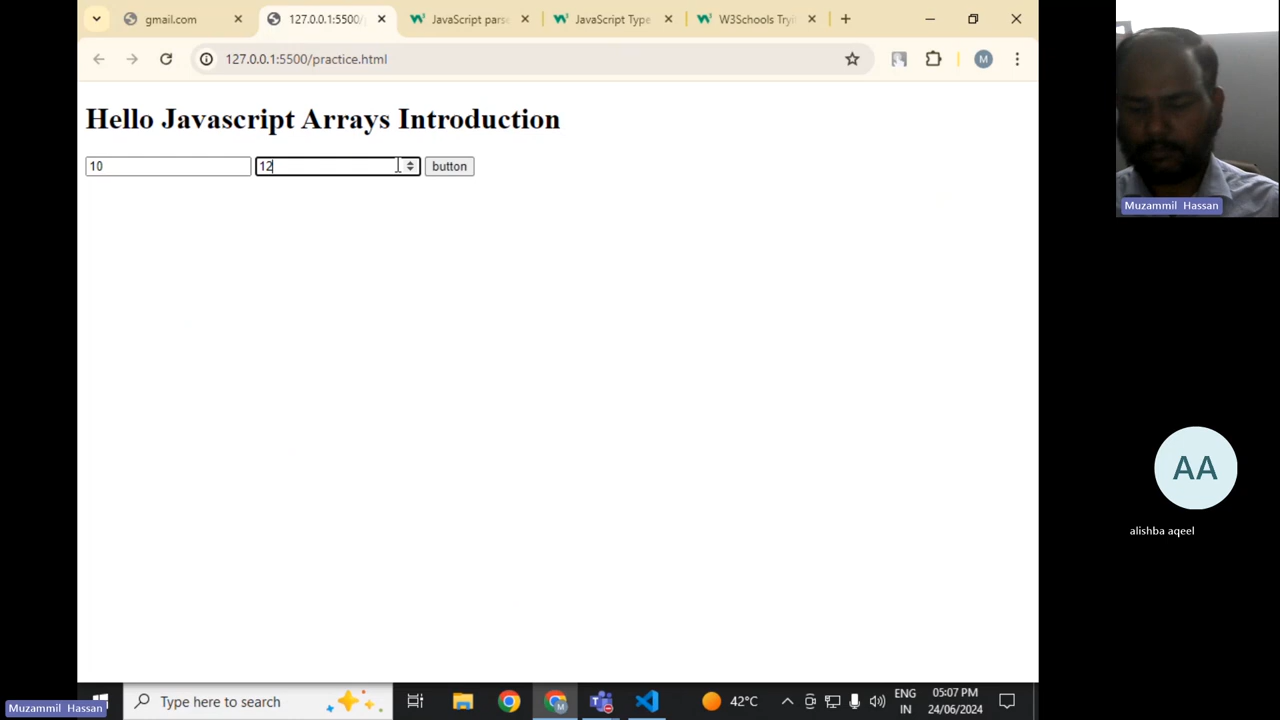 gmail.com
127.0.0.1:5500/
JavaScript parse
JavaScript Type
W3Schools Tryi
127.0.0.1:5500/practice.html
M
Hello Javascript Arrays Introduction
10
12
button
Muzammil Hassan
AA
alishba aqeel
Muzammil Hassan
Type here to search
42°C
ENG
IN
05:07 PM
24/06/2024